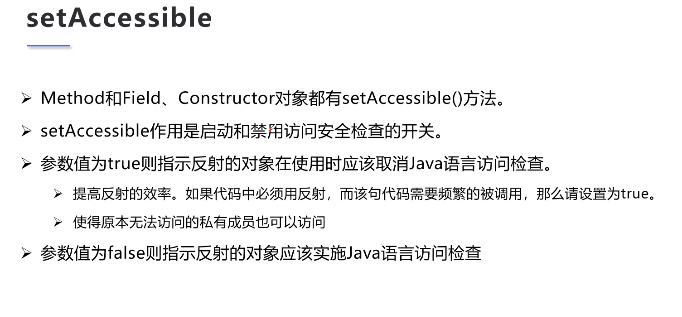 setAccessible
Method和Field、Constructor对象都有setAccessible()方法。
setAccessible作用是启动和禁用访问安全检查的开关。
参数值为true则指示反射的对象在使用时应该取消Java语言访问检查。
提高反射的效率。如果代码中必须用反射，而该句代码需要频繁的被调用，那么请设置为true。
使得原本无法访问的私有成员也可以访问
参数值为false则指示反射的对象应该实施Java语言访问检查